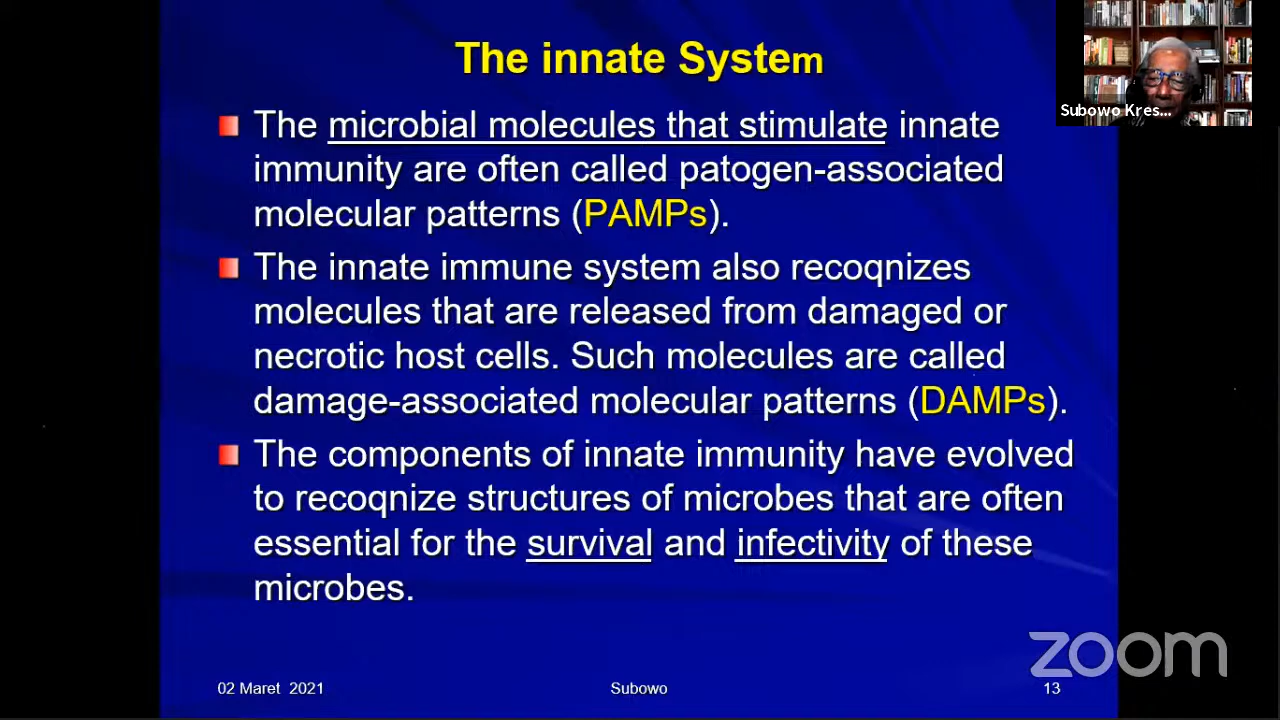 The innate System
The microbial molecules that stimulate innate
immunity are often called patogen-associated
molecular patterns (PAMPs).
The innate immune system also recoqnizes
molecules that are released from damaged or
necrotic host cells. Such molecules are called
damage-associated molecular patterns (DAMPs).
The components of innate immunity have evolved
to recoqnize structures of microbes that are often
essential for the survival and infectivity of these
microbes.
02 Maret 2021
Subowo
13
Subowo Kres...
zoom